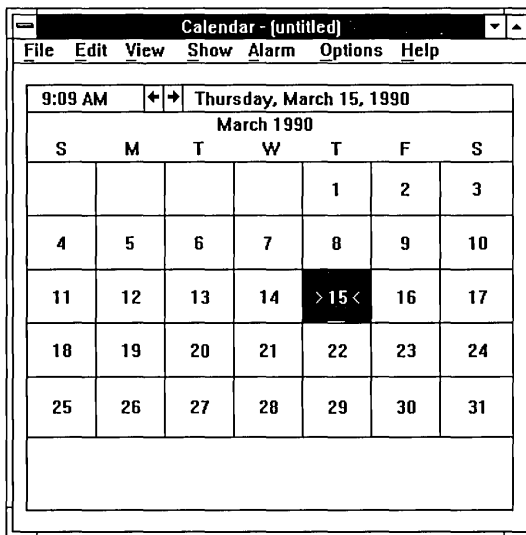 Calendar - (untitled)
File Edit View Show Alarm Options Help
9:09 AM Thursday, March 15, 1990
March 1990
S M T W T F S
1 2 3
4 5 6 7 8 9 10
11 12 13 14 >15< 16 17
18 19 20 21 22 23 24
25 26 27 28 29 30 31